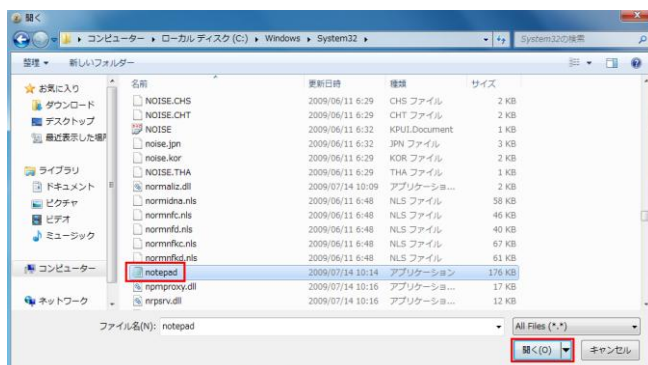 開く
コンピューター ローカル ディスク (C:) Windows System32 System32の検索
整理 新しいフォルダー
お気に入り
ダウンロード
デスクトップ
最近表示した場所
ライブラリ
ドキュメント
ピクチャ
ビデオ
ミュージック
コンピューター
ネットワーク
名前 更新日時 種類 サイズ
NOISE.CHS 2009/06/11 6:29 CHS ファイル 2 KB
NOISE.CHT 2009/06/11 6:29 CHT ファイル 2 KB
NOISE 2009/06/11 6:32 KPUI.Document 1 KB
noise.jpn 2009/06/11 6:32 JPN ファイル 3 KB
noise.kor 2009/06/11 6:29 KOR ファイル 2 KB
NOISE.THA 2009/06/11 6:29 THA ファイル 1 KB
normaliz.dll 2009/07/14 10:09 アプリケーショ... 2 KB
normidna.nls 2009/06/11 6:48 NLS ファイル 58 KB
normnfc.nls 2009/06/11 6:48 NLS ファイル 46 KB
normnfd.nls 2009/06/11 6:48 NLS ファイル 40 KB
normnfkc.nls 2009/06/11 6:48 NLS ファイル 67 KB
normnfkd.nls 2009/06/11 6:48 NLS ファイル 61 KB
notepad 2009/07/14 10:14 アプリケーション 176 KB
npmproxy.dll 2009/07/14 10:16 アプリケーショ... 17 KB
nrpsrv.dll 2009/07/14 10:16 アプリケーショ... 12 KB
ファイル名(N): notepad All Files (*.*)
開く(O) キャンセル